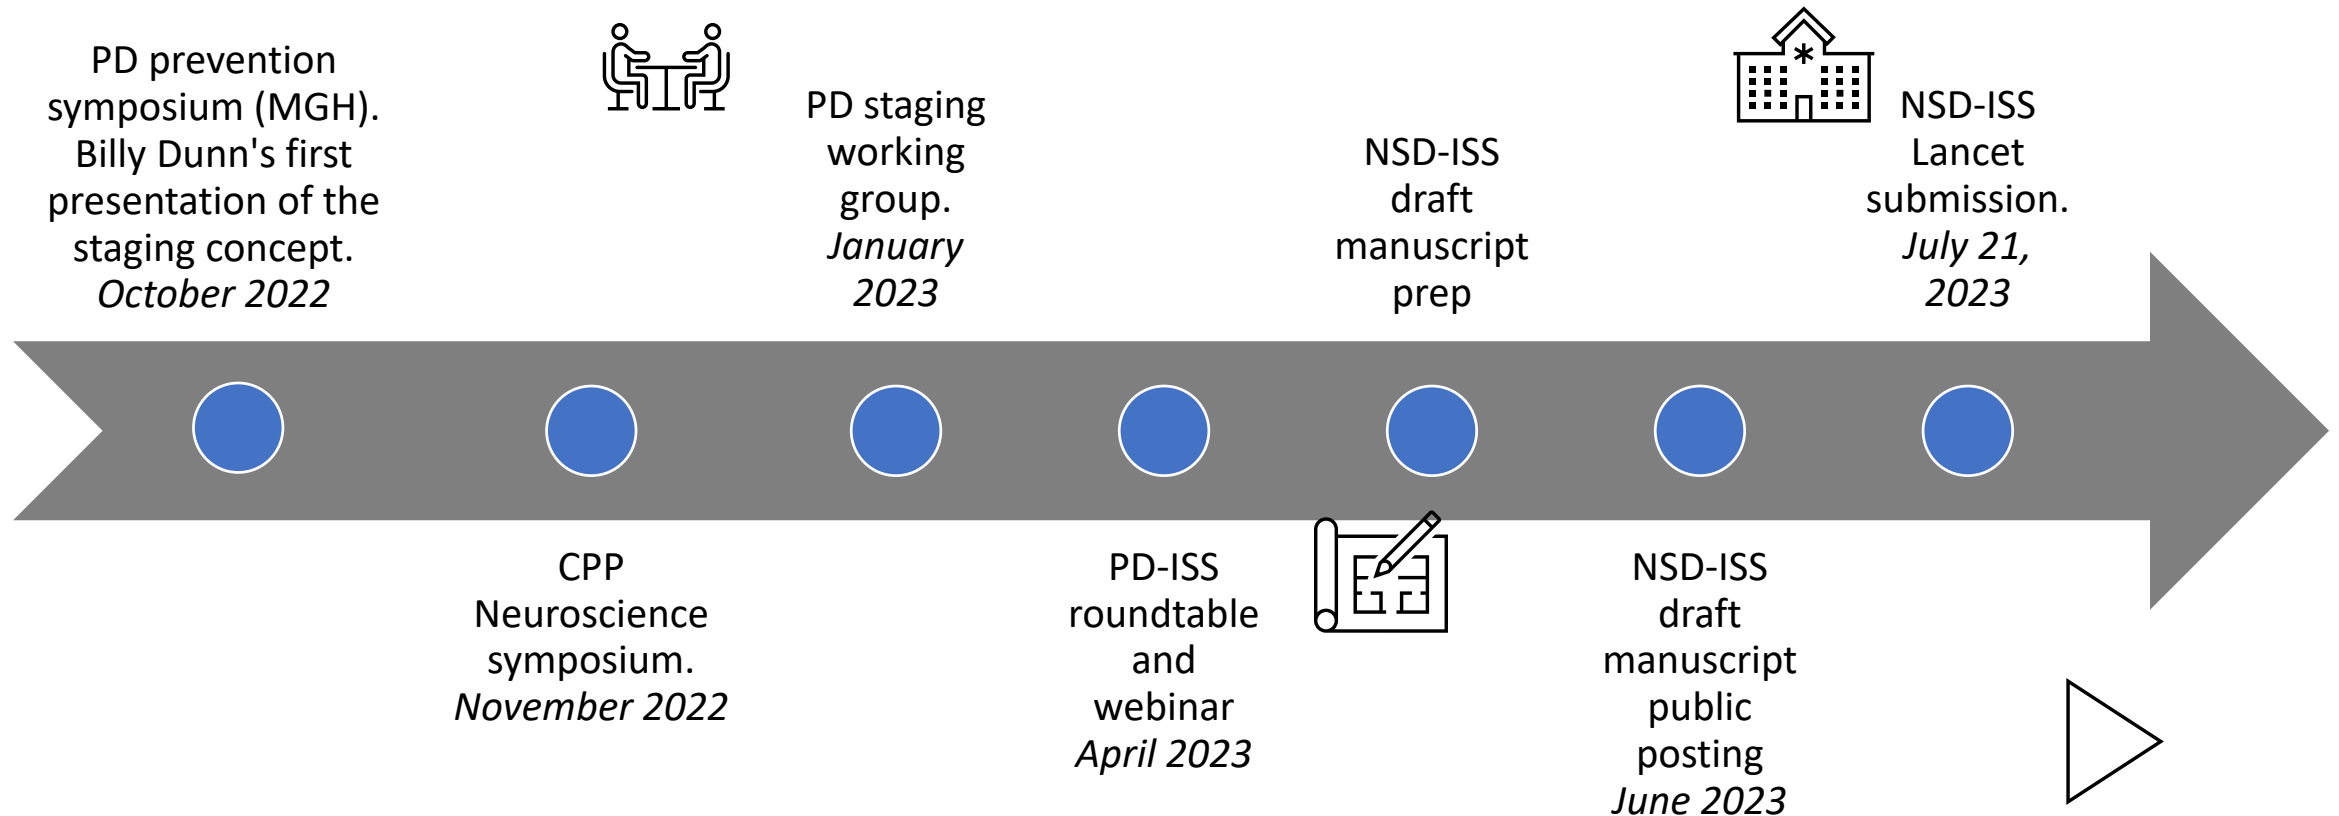 PD prevention
symposium (MGH).
Billy Dunn's first
presentation of the
staging concept.
October 2022
CPP
Neuroscience
symposium.
November 2022
PD staging
working
group.
January
2023
PD-ISS
roundtable
and
webinar
April 2023
NSD-ISS
draft
manuscript
prep
NSD-ISS
draft
manuscript
public
posting
June 2023
NSD-ISS
Lancet
submission.
July 21,
2023